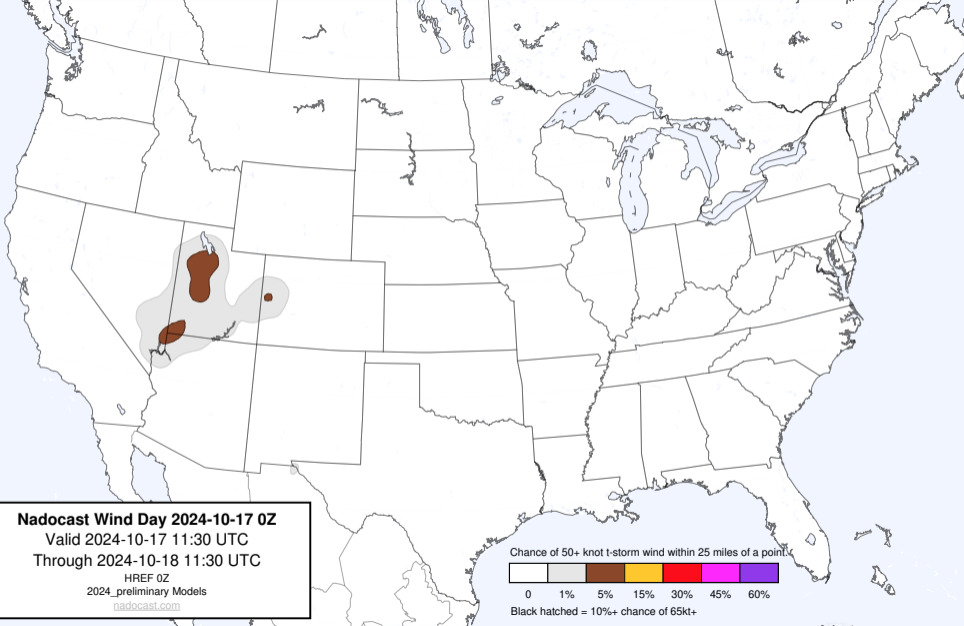 Nadocast Wind Day 2024-10-17 0Z
Valid 2024-10-17 11:30 UTC
Through 2024-10-18 11:30 UTC
HREF 0Z
2024_preliminary Models
nadocast.com
Chance of 50+ knot t-storm wind within 25 miles of a point.
0 1% 5% 15% 30% 45% 60%
Black hatched = 10%+ chance of 65kt+